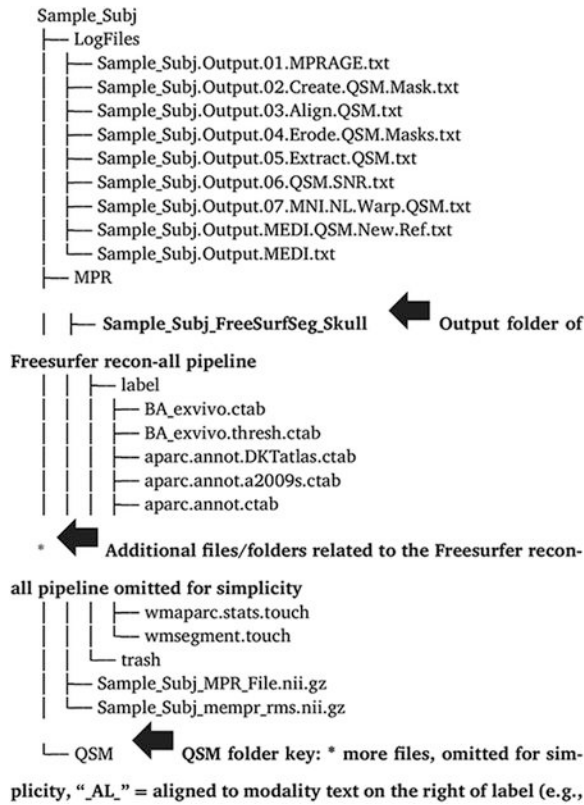 Sample_Subj
├── LogFiles
│ ├── Sample_Subj.Output.01.MPRAGE.txt
│ ├── Sample_Subj.Output.02.Create.QSM.Mask.txt
│ ├── Sample_Subj.Output.03.Align.QSM.txt
│ ├── Sample_Subj.Output.04.Erode.QSM.Masks.txt
│ ├── Sample_Subj.Output.05.Extract.QSM.txt
│ ├── Sample_Subj.Output.06.QSM.SNR.txt
│ ├── Sample_Subj.Output.07.MNI.NL.Warp.QSM.txt
│ ├── Sample_Subj.Output.MEDI.QSM.New.Ref.txt
│ └── Sample_Subj.Output.MEDI.txt
├── MPR
│ ├── Sample_Subj_FreeSurfSeg_Skull Output folder of
Freesurfer recon-all pipeline
│ │ │ ├── label
│ │ │ │ ├── BA_exvivo.ctab
│ │ │ │ ├── BA_exvivo.thresh.ctab
│ │ │ │ ├── aparc.annot.DKTatlas.ctab
│ │ │ │ ├── aparc.annot.a2009s.ctab
│ │ │ │ ├── aparc.annot.ctab
* Additional files/folders related to the Freesurfer recon-
all pipeline omitted for simplicity
│ │ │ │ ├── wmaparc.stats.touch
│ │ │ │ └── wmsegment.touch
│ │ │ └── trash
│ │ ├── Sample_Subj_MPR_File.nii.gz
│ │ └── Sample_Subj_mempr_rms.nii.gz
└── QSM QSM folder key: * more files, omitted for sim-
plicity, “_AL_” = aligned to modality text on the right of label (e.g.,